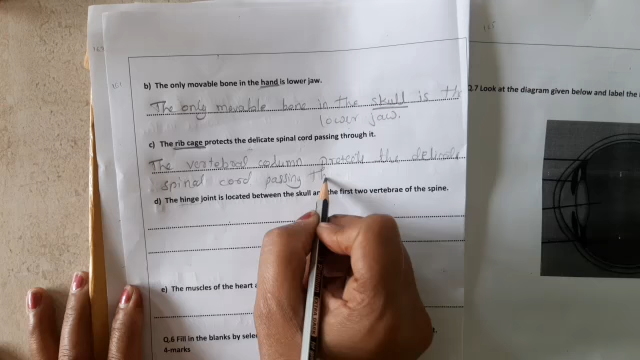 b) The only movable bone in the hand is lower jaw.
The only movable bone in the skull is the
lower jaw.
c) The rib cage protects the delicate spinal cord passing through it.
The vertebral column protects the delicate
spinal cord passing
d) The hinge joint is located between the skull and the first two vertebrae of the spine.
e) The muscles of the heart
Q.6 Fill in the blanks by
4-marks
Q.7 Look at the diagram given below and label the